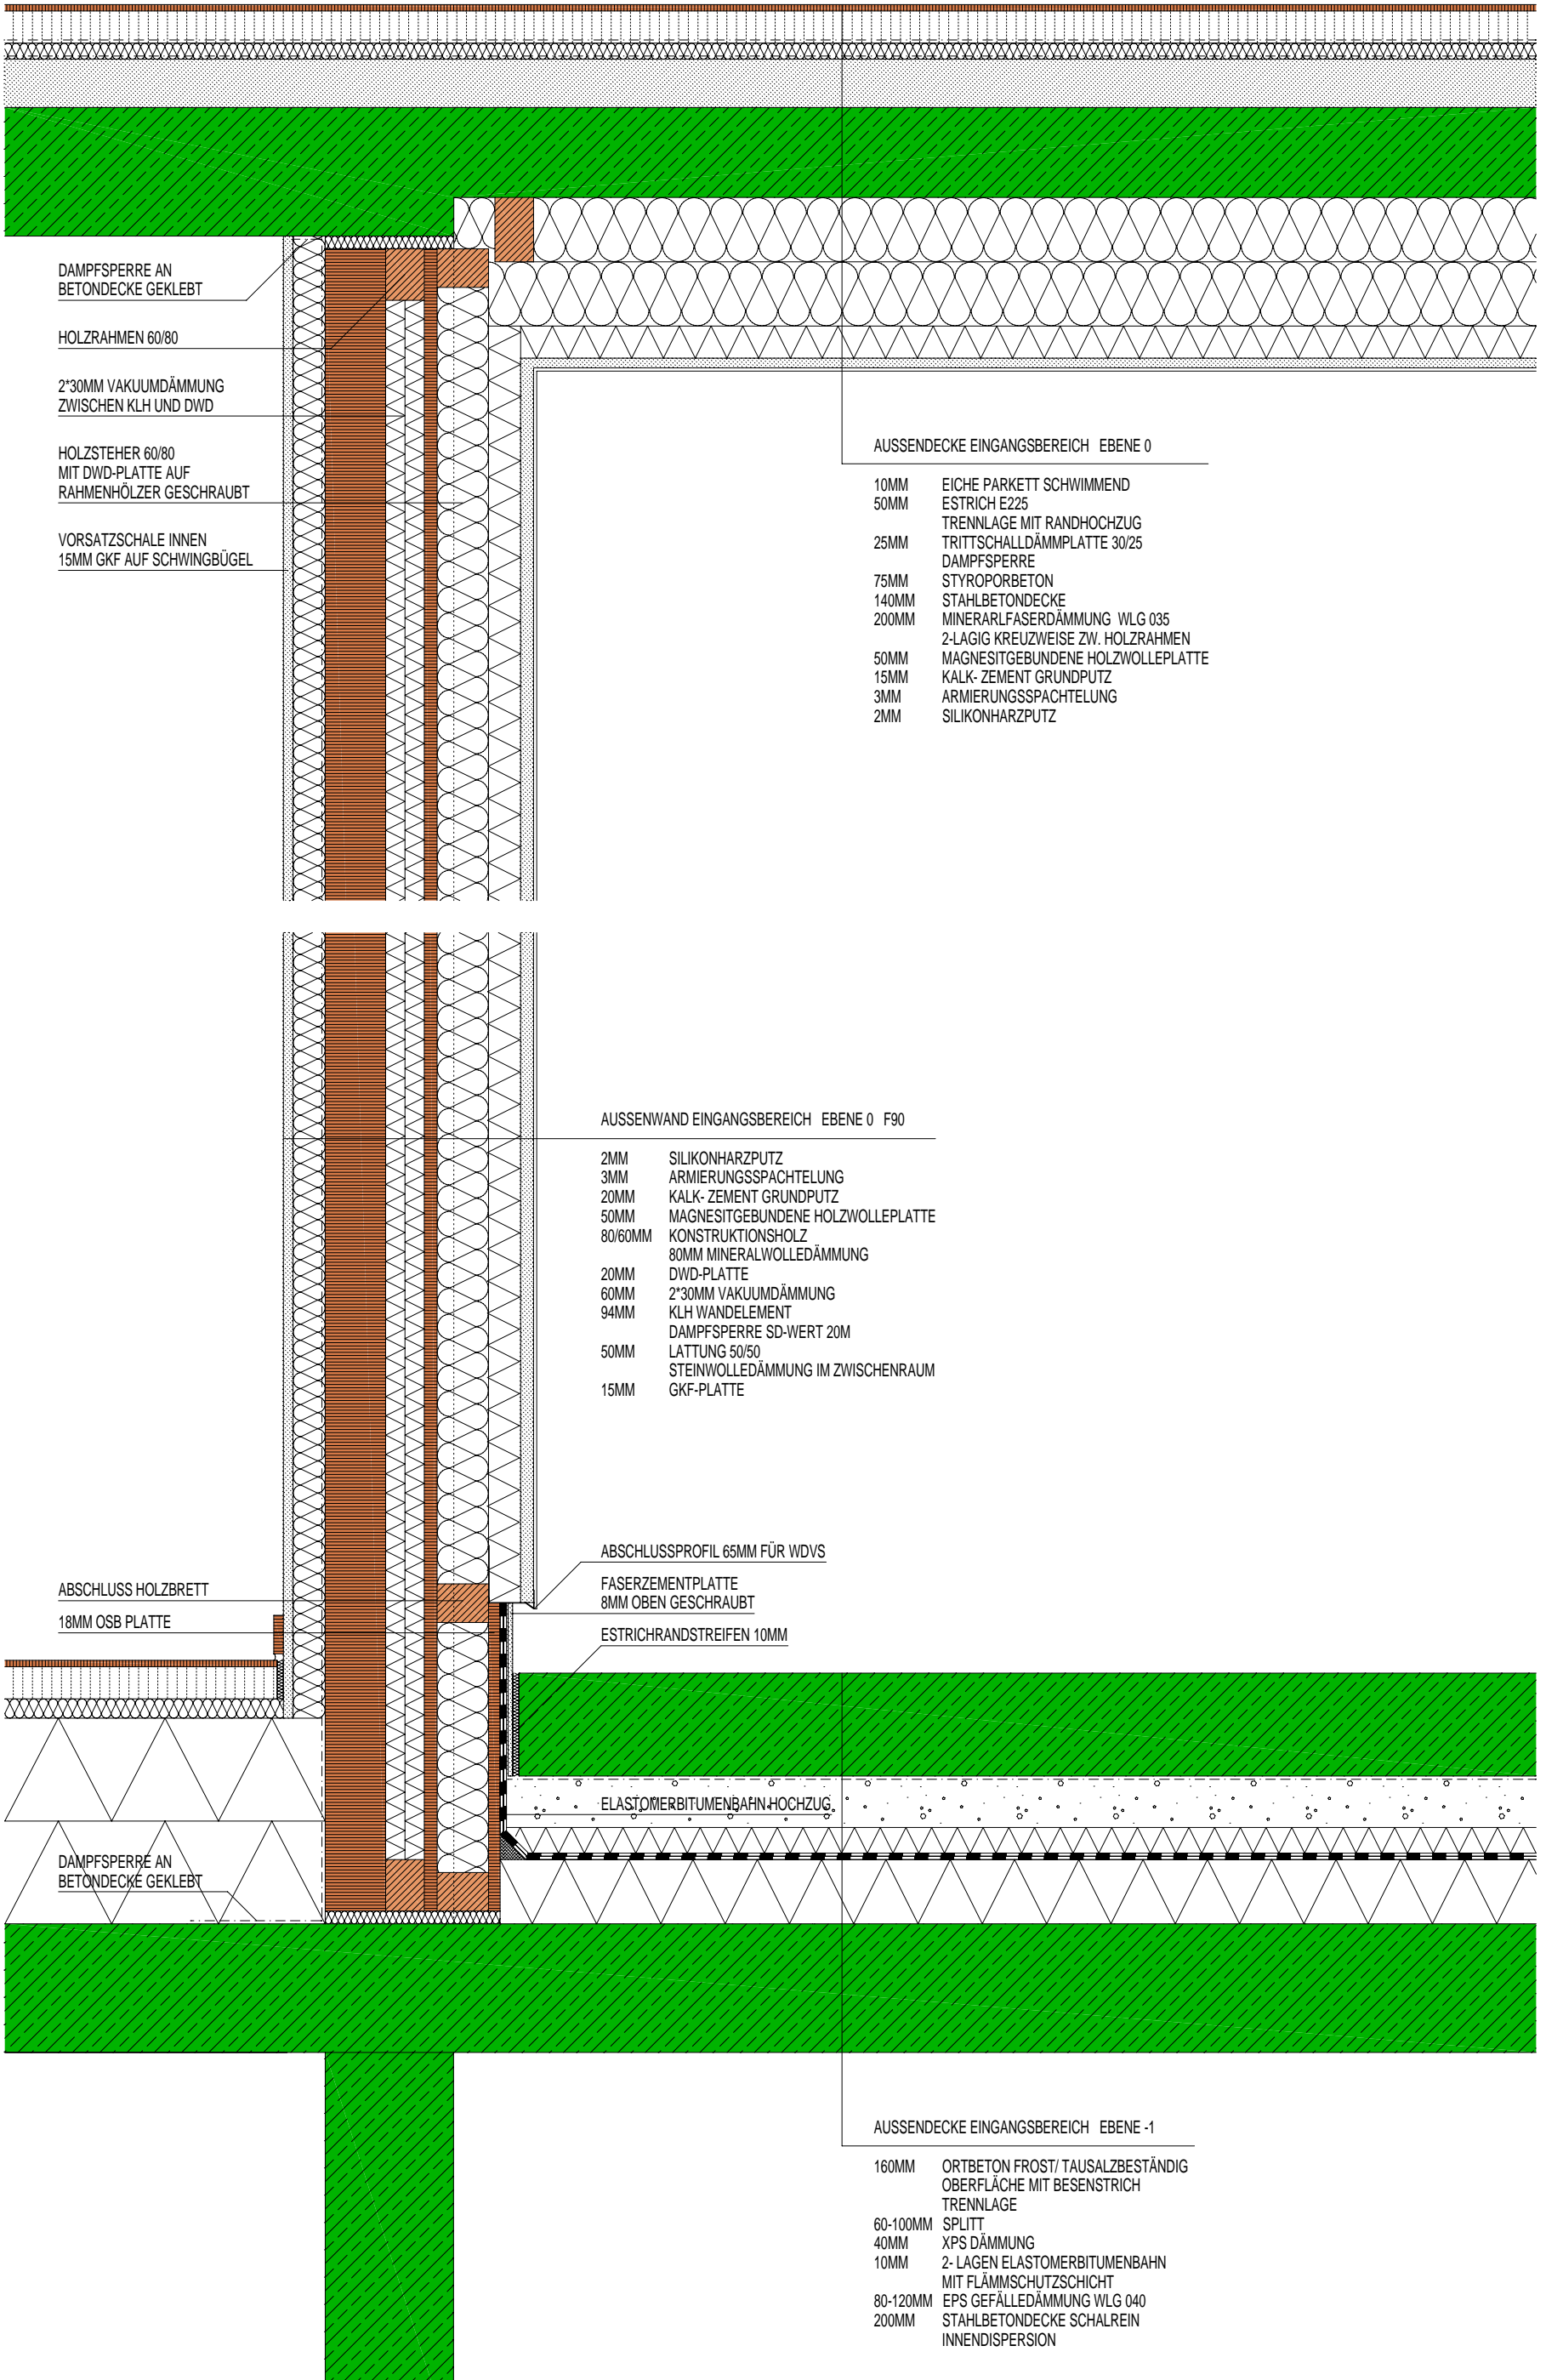 DAMPFSPERRE AN
BETONDECKE GEKLEBT
HOLZRAHMEN 60/80
2*30MM VAKUUMDÄMMUNG
ZWISCHEN KLH UND DWD
HOLZSTEHER 60/80
MIT DWD-PLATTE AUF
RAHMENHÖLZER GESCHRAUBT
VORSATZSCHALE INNEN
15MM GKF AUF SCHWINGBÜGEL
AUSSENDECKE EINGANGSBEREICH EBENE 0
10MM EICHE PARKETT SCHWIMMEND
50MM ESTRICH E225
TRENNLAGE MIT RANDHOCHZUG
25MM TRITTSCHALLDÄMMPLATTE 30/25
DAMPFSPERRE
75MM STYROPORBETON
140MM STAHLBETONDECKE
200MM MINERARLFASERDÄMMUNG WLG 035
2-LAGIG KREUZWEISE ZW. HOLZRAHMEN
50MM MAGNESITGEBUNDENE HOLZWOLLEPLATTE
15MM KALK- ZEMENT GRUNDPUTZ
3MM ARMIERUNGSSPACHTELUNG
2MM SILIKONHARZPUTZ
AUSSENWAND EINGANGSBEREICH EBENE 0 F90
2MM SILIKONHARZPUTZ
3MM ARMIERUNGSSPACHTELUNG
20MM KALK- ZEMENT GRUNDPUTZ
50MM MAGNESITGEBUNDENE HOLZWOLLEPLATTE
80/60MM KONSTRUKTIONSHOLZ
80MM MINERALWOLLEDÄMMUNG
20MM DWD-PLATTE
60MM 2*30MM VAKUUMDÄMMUNG
94MM KLH WANDELEMENT
DAMPFSPERRE SD-WERT 20M
50MM LATTUNG 50/50
STEINWOLLEDÄMMUNG IM ZWISCHENRAUM
15MM GKF-PLATTE
ABSCHLUSSPROFIL 65MM FÜR WDVS
FASERZEMENTPLATTE
8MM OBEN GESCHRAUBT
ESTRICHRANDSTREIFEN 10MM
ABSCHLUSS HOLZBRETT
18MM OSB PLATTE
ELASTOMERBITUMENBAHN-HOCHZUG
DAMPFSPERRE AN
BETONDECKE GEKLEBT
AUSSENDECKE EINGANGSBEREICH EBENE -1
160MM ORTBETON FROST/ TAUSALZBESTÄNDIG
OBERFLÄCHE MIT BESENSTRICH
TRENNLAGE
60-100MM SPLITT
40MM XPS DÄMMUNG
10MM 2- LAGEN ELASTOMERBITUMENBAHN
MIT FLÄMMSCHUTZSCHICHT
80-120MM EPS GEFÄLLEDÄMMUNG WLG 040
200MM STAHLBETONDECKE SCHALREIN
INNENDISPERSION